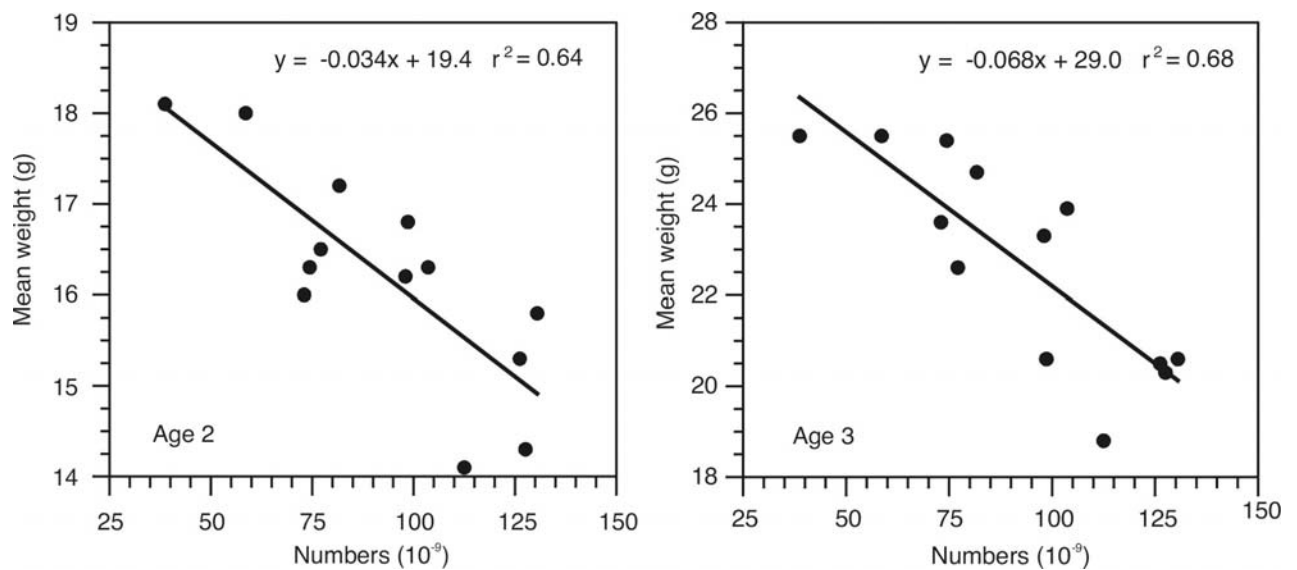 y = -0.034x + 19.4 r² = 0.64
19
18
17
16
15
14
Mean weight (g)
Age 2
25 50 75 100 125 150
Numbers (10⁻⁹)
y = -0.068x + 29.0 r² = 0.68
28
26
24
22
20
18
Mean weight (g)
Age 3
25 50 75 100 125 150
Numbers (10⁻⁹)